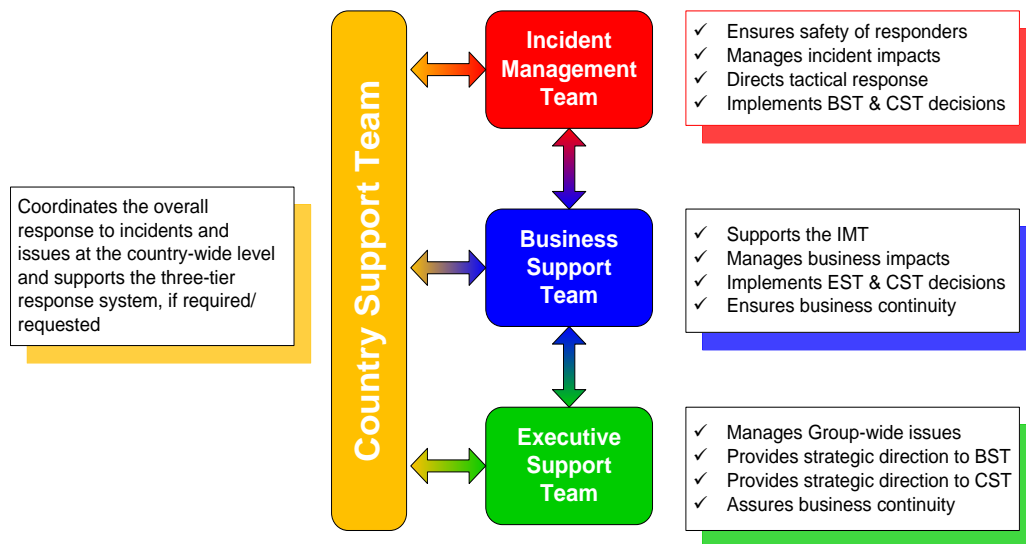 Coordinates the overall
response to incidents and
issues at the country-wide level
and supports the three-tier
response system, if required/
requested
Country Support Team
Incident
Management
Team
✓ Ensures safety of responders
✓ Manages incident impacts
✓ Directs tactical response
✓ Implements BST & CST decisions
Business
Support
Team
✓ Supports the IMT
✓ Manages business impacts
✓ Implements EST & CST decisions
✓ Ensures business continuity
Executive
Support
Team
✓ Manages Group-wide issues
✓ Provides strategic direction to BST
✓ Provides strategic direction to CST
✓ Assures business continuity